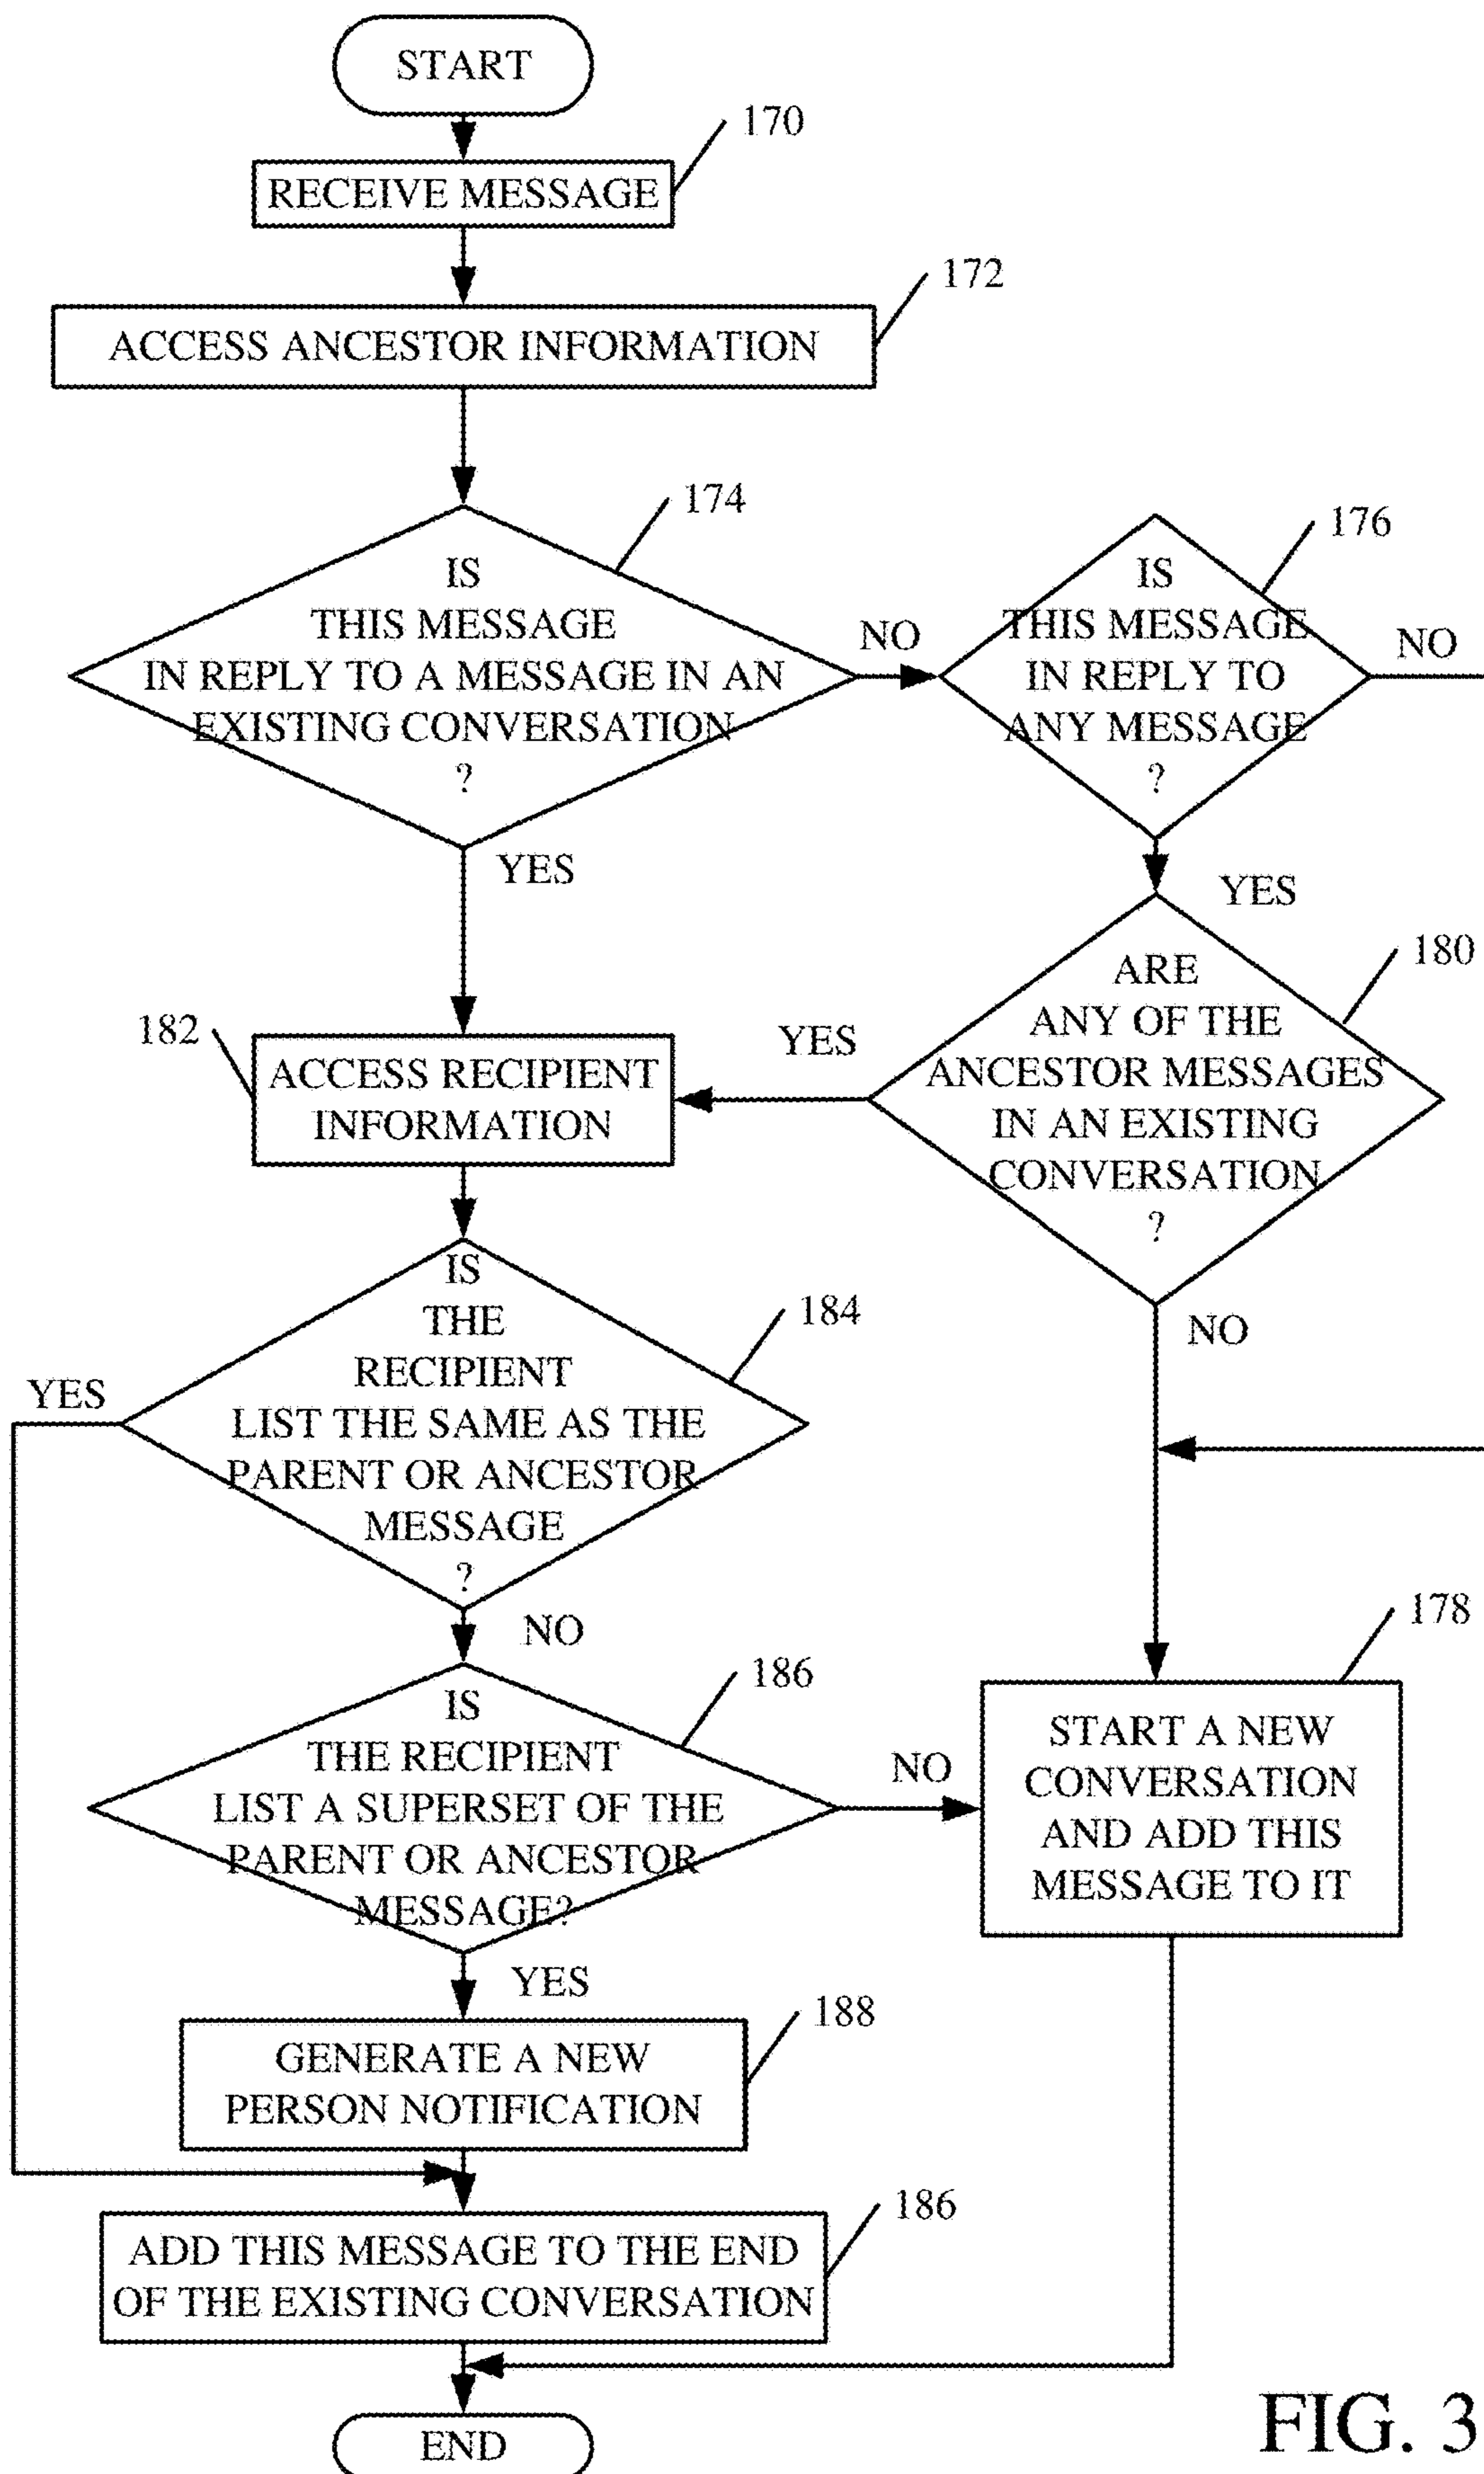 START
170
RECEIVE MESSAGE
172
ACCESS ANCESTOR INFORMATION
174
IS
THIS MESSAGE
IN REPLY TO A MESSAGE IN AN
EXISTING CONVERSATION
?
NO
176
IS
THIS MESSAGE
IN REPLY TO
ANY MESSAGE
?
NO
YES
YES
180
ARE
ANY OF THE
ANCESTOR MESSAGES
IN AN EXISTING
CONVERSATION
?
YES
NO
182
ACCESS RECIPIENT
INFORMATION
184
IS
THE
RECIPIENT
LIST THE SAME AS THE
PARENT OR ANCESTOR
MESSAGE
?
YES
NO
186
IS
THE RECIPIENT
LIST A SUPERSET OF THE
PARENT OR ANCESTOR
MESSAGE?
NO
YES
178
START A NEW
CONVERSATION
AND ADD THIS
MESSAGE TO IT
188
GENERATE A NEW
PERSON NOTIFICATION
186
ADD THIS MESSAGE TO THE END
OF THE EXISTING CONVERSATION
END
FIG. 3